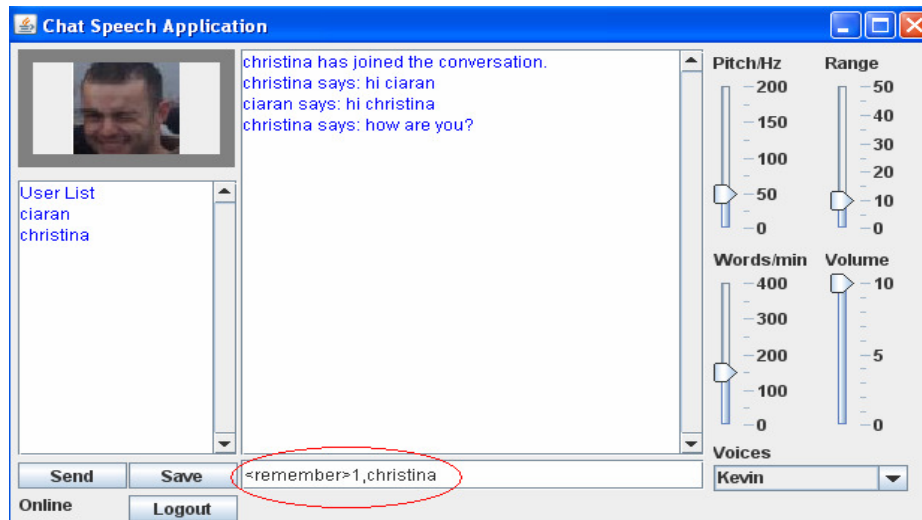 Chat Speech Application
christina has joined the conversation.
christina says: hi ciaran
ciaran says: hi christina
christina says: how are you?
User List
ciaran
christina
Pitch/Hz
200
150
100
50
0
Range
50
40
30
20
10
0
Words/min
400
300
200
100
0
Volume
10
5
0
Voices
Kevin
Send
Save
<remember>1,christina
Online
Logout